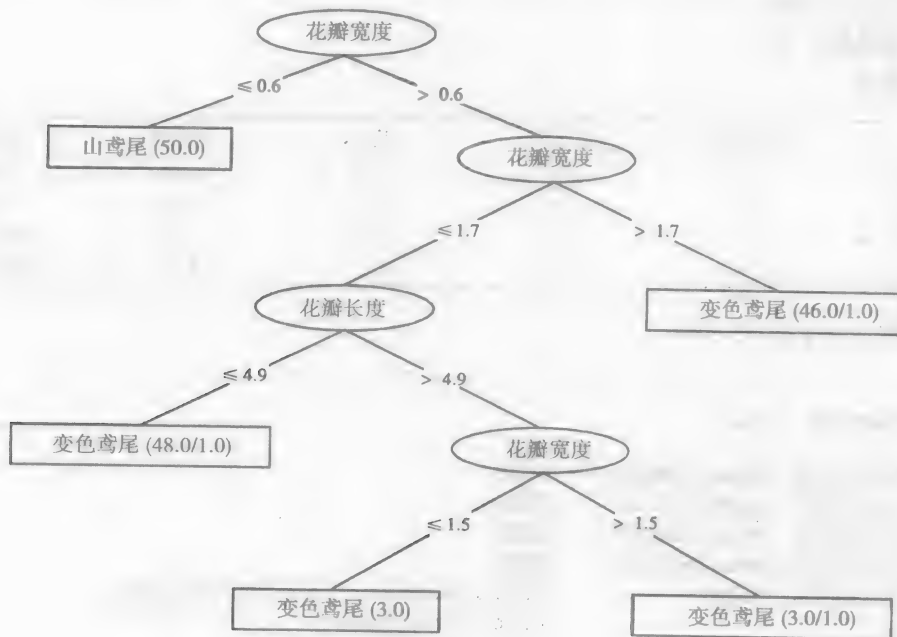 花瓣宽度
≤ 0.6
> 0.6
山鸢尾 (50.0)
花瓣宽度
≤1.7
> 1.7
花瓣长度
变色鸢尾 (46.0/1.0)
≤ 4.9
> 4.9
变色鸢尾 (48.0/1.0)
花瓣宽度
≤ 1.5
> 1.5
变色鸢尾 (3.0)
变色鸢尾 (3.0/1.0)